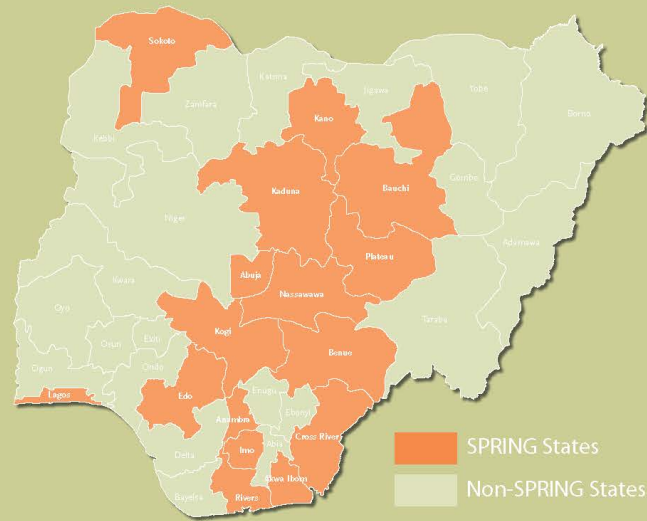 Sokoto
Katsina
Jigawa
Yobe
Borno
Zamfara
Kano
Kebbi
Kaduna
Bauchi
Gombe
Niger
Adamawa
Plateau
Abuja
Kwara
Nassawawa
Oyo
Taraba
Kogi
Osun
Ekiti
Benue
Ogun
Ondo
Lagos
Edo
Enugu
Ebonyi
Anambra
Cross River
Imo
Abia
Delta
Akwa Ibom
Bayelsa
Rivers
SPRING States
Non-SPRING States